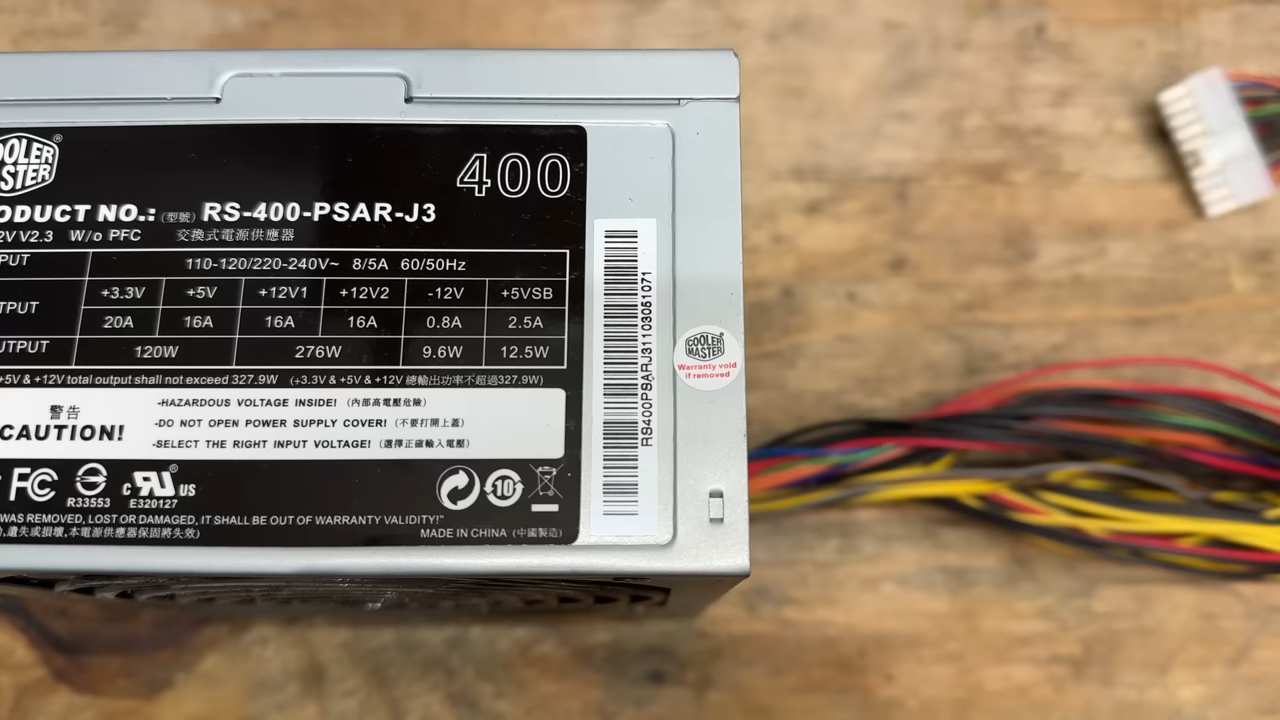 OOLER
STER
®
400
ODUCT NO.: (型號) RS-400-PSAR-J3
2V V2.3 W/o PFC 交換式電源供應器
PUT 110-120/220-240V~ 8/5A 60/50Hz
TPUT +3.3V +5V +12V1 +12V2 -12V +5VSB
20A 16A 16A 16A 0.8A 2.5A
UTPUT 120W 276W 9.6W 12.5W
+5V & +12V total output shall not exceed 327.9W (+3.3V & +5V & +12V 總輸出功率不超過327.9W)
警告
CAUTION!
-HAZARDOUS VOLTAGE INSIDE! (內部高電壓危險)
-DO NOT OPEN POWER SUPPLY COVER! (不要打開上蓋)
-SELECT THE RIGHT INPUT VOLTAGE! (選擇正確輸入電壓)
FC
R33553
c RU US ®
E320127
10
WAS REMOVED, LOST OR DAMAGED, IT SHALL BE OUT OF WARRANTY VALIDITY!"
,遺失或損壞,本電源供應器保固將失效)
MADE IN CHINA (中國製造)
RS400PSARJ31103051071
COOLER
MASTER
Warranty void
if removed